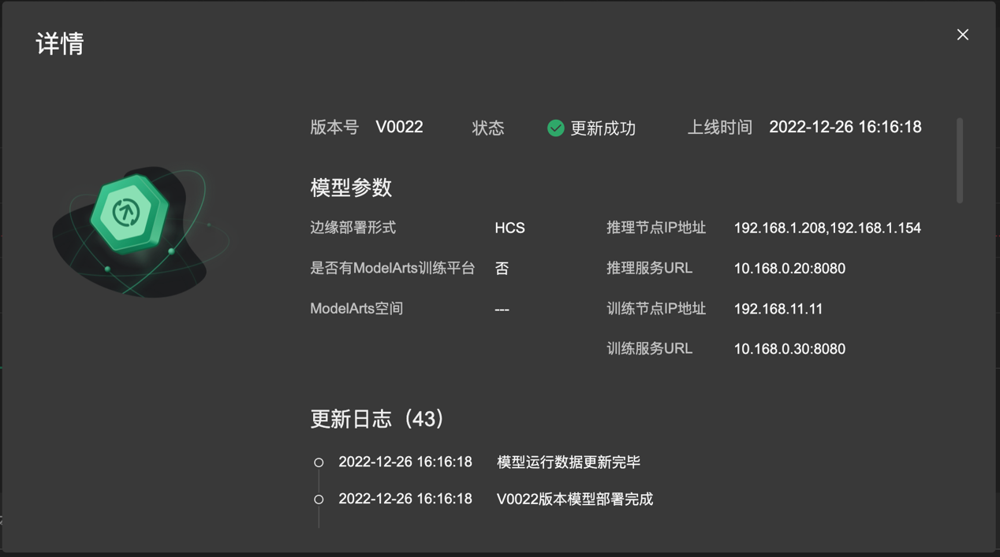 详情
版本号 V0022 状态 更新成功 上线时间 2022-12-26 16:16:18
模型参数
边缘部署形式 HCS 推理节点IP地址 192.168.1.208,192.168.1.154
是否有ModelArts训练平台 否 推理服务URL 10.168.0.20:8080
ModelArts空间 --- 训练节点IP地址 192.168.11.11
训练服务URL 10.168.0.30:8080
更新日志（43）
2022-12-26 16:16:18 模型运行数据更新完毕
2022-12-26 16:16:18 V0022版本模型部署完成